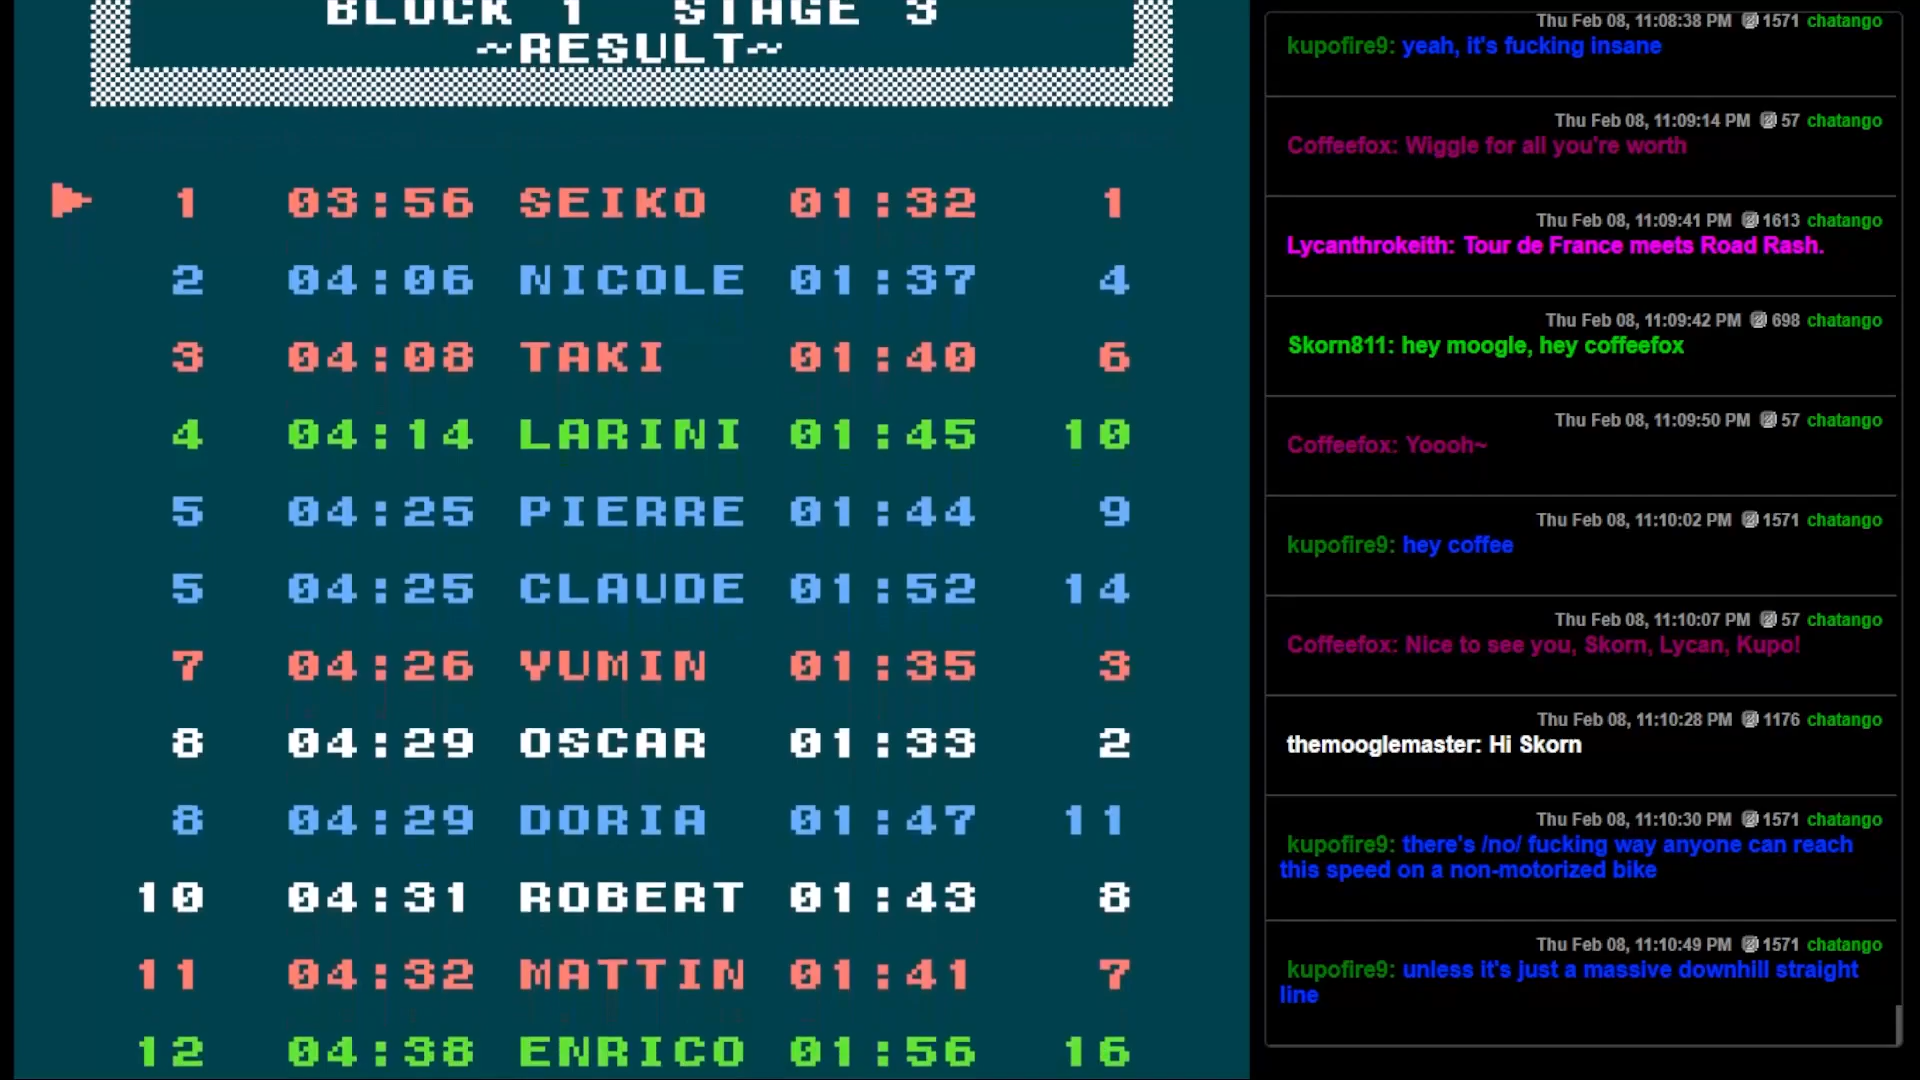 BLOCK 1 STAGE 3
~RESULT~
1 03:56 SEIKO 01:32 1
2 04:06 NICOLE 01:37 4
3 04:08 TAKI 01:40 6
4 04:14 LARINI 01:45 10
5 04:25 PIERRE 01:44 9
5 04:25 CLAUDE 01:52 14
7 04:26 YUMIN 01:35 3
8 04:29 OSCAR 01:33 2
8 04:29 DORIA 01:47 11
10 04:31 ROBERT 01:43 8
11 04:32 MATTIN 01:41 7
12 04:38 ENRICO 01:56 16
Thu Feb 08, 11:08:38 PM 1571 chatango
kupofire9: yeah, it's fucking insane
Thu Feb 08, 11:09:14 PM 57 chatango
Coffeefox: Wiggle for all you're worth
Thu Feb 08, 11:09:41 PM 1613 chatango
Lycanthrokeith: Tour de France meets Road Rash.
Thu Feb 08, 11:09:42 PM 698 chatango
Skorn811: hey moogle, hey coffeefox
Thu Feb 08, 11:09:50 PM 57 chatango
Coffeefox: Yoooh~
Thu Feb 08, 11:10:02 PM 1571 chatango
kupofire9: hey coffee
Thu Feb 08, 11:10:07 PM 57 chatango
Coffeefox: Nice to see you, Skorn, Lycan, Kupo!
Thu Feb 08, 11:10:28 PM 1176 chatango
themooglemaster: Hi Skorn
Thu Feb 08, 11:10:30 PM 1571 chatango
kupofire9: there's /no/ fucking way anyone can reach
this speed on a non-motorized bike
Thu Feb 08, 11:10:49 PM 1571 chatango
kupofire9: unless it's just a massive downhill straight
line